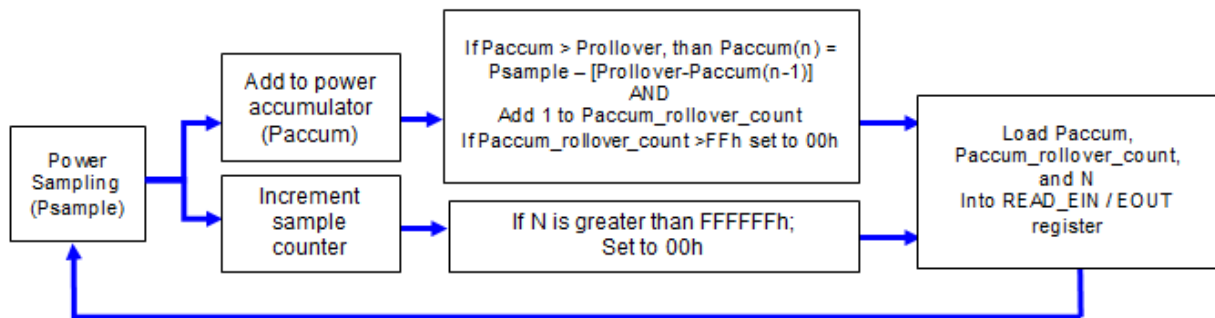 Power
Sampling
(Psample)
Add to power
accumulator
(Paccum)
Increment
sample
counter
If Paccum > Prollover, than Paccum(n) =
Psample – [Prollover-Paccum(n-1)]
AND
Add 1 to Paccum_rollover_count
If Paccum_rollover_count >FFh set to 00h
If N is greater than FFFFFFh;
Set to 00h
Load Paccum,
Paccum_rollover_count,
and N
Into READ_EIN / EOUT
register